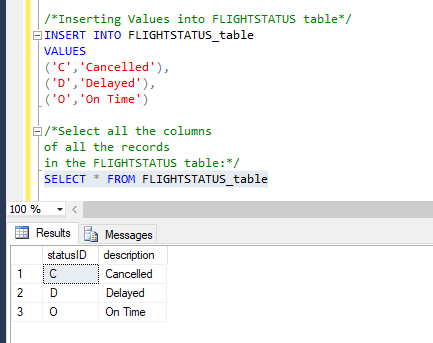 /*Inserting Values into FLIGHTSTATUS table*/
INSERT INTO FLIGHTSTATUS_table
VALUES
('C','Cancelled'),
('D','Delayed'),
('O','On Time')
/*Select all the columns
of all the records
in the FLIGHTSTATUS table:*/
SELECT * FROM FLIGHTSTATUS_table
100 %
Results Messages
statusID description
1 C Cancelled
2 D Delayed
3 O On Time